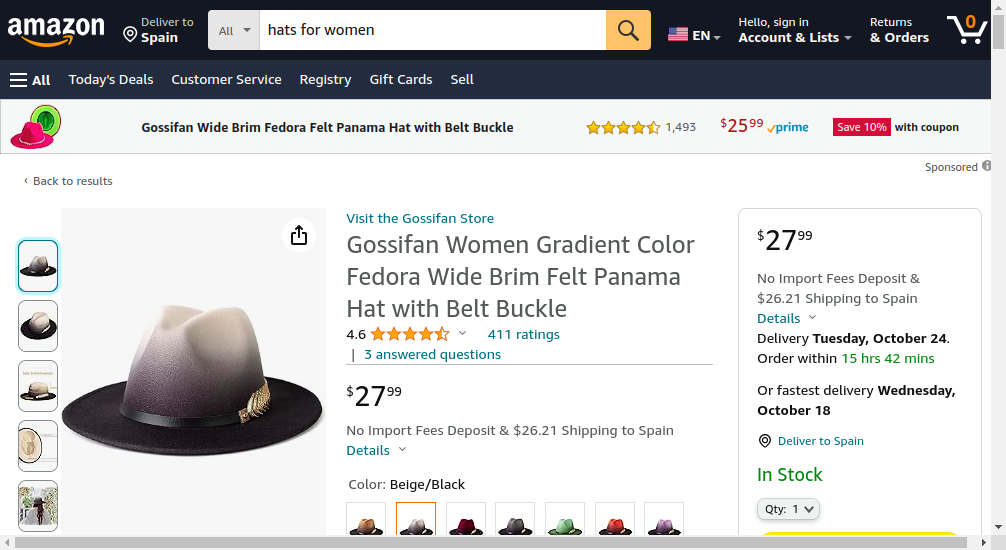 amazon
Deliver to
Spain
All
hats for women
EN
Hello, sign in
Account & Lists
Returns
& Orders
0
All
Today's Deals
Customer Service
Registry
Gift Cards
Sell
Gossifan Wide Brim Fedora Felt Panama Hat with Belt Buckle
1,493
$25 99
prime
Save 10% with coupon
Sponsored
‹ Back to results
Visit the Gossifan Store
Gossifan Women Gradient Color
Fedora Wide Brim Felt Panama
Hat with Belt Buckle
4.6
411 ratings
| 3 answered questions
$27 99
No Import Fees Deposit & $26.21 Shipping to Spain
Details
Color: Beige/Black
$27 99
No Import Fees Deposit &
$26.21 Shipping to Spain
Details
Delivery Tuesday, October 24.
Order within 15 hrs 42 mins
Or fastest delivery Wednesday,
October 18
Deliver to Spain
In Stock
Qty: 1